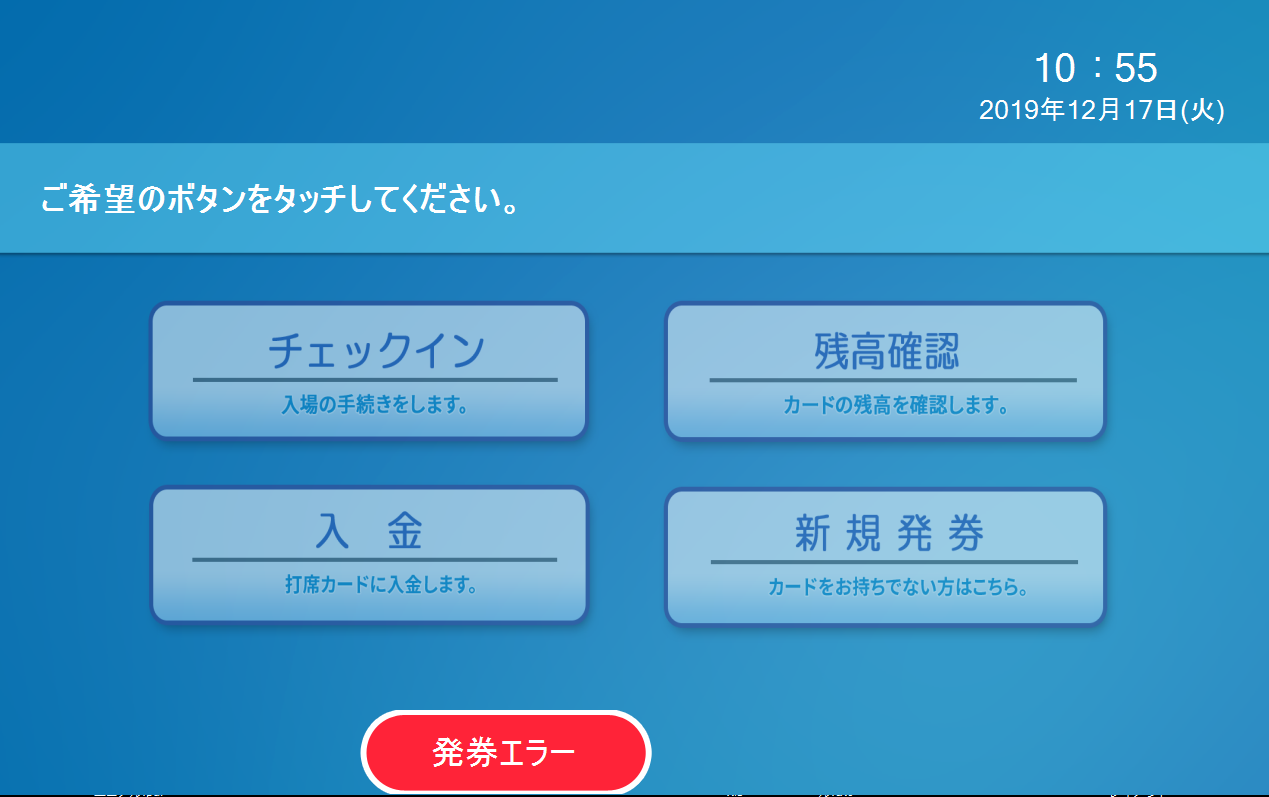 10：55
2019年12月17日(火)
ご希望のボタンをタッチしてください。
チェックイン
入場の手続きをします。
残高確認
カードの残高を確認します。
入　金
打席カードに入金します。
新 規 発 券
カードをお持ちでない方はこちら。
発券エラー